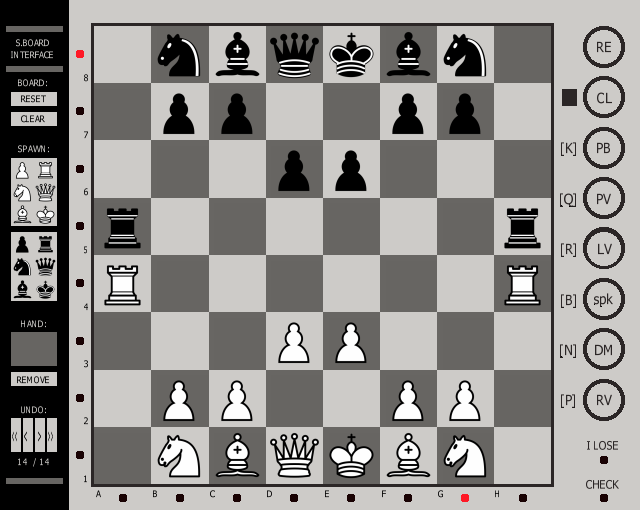 S.BOARD
INTERFACE
BOARD:
RESET
CLEAR
SPAWN:
HAND:
REMOVE
UNDO:
⟨⟨ ⟨ ⟩ ⟩⟩
14 / 14
8
7
6
5
4
3
2
1
A B C D E F G H
RE
CL
[K] PB
[Q] PV
[R] LV
[B] spk
[N] DM
[P] RV
I LOSE
CHECK